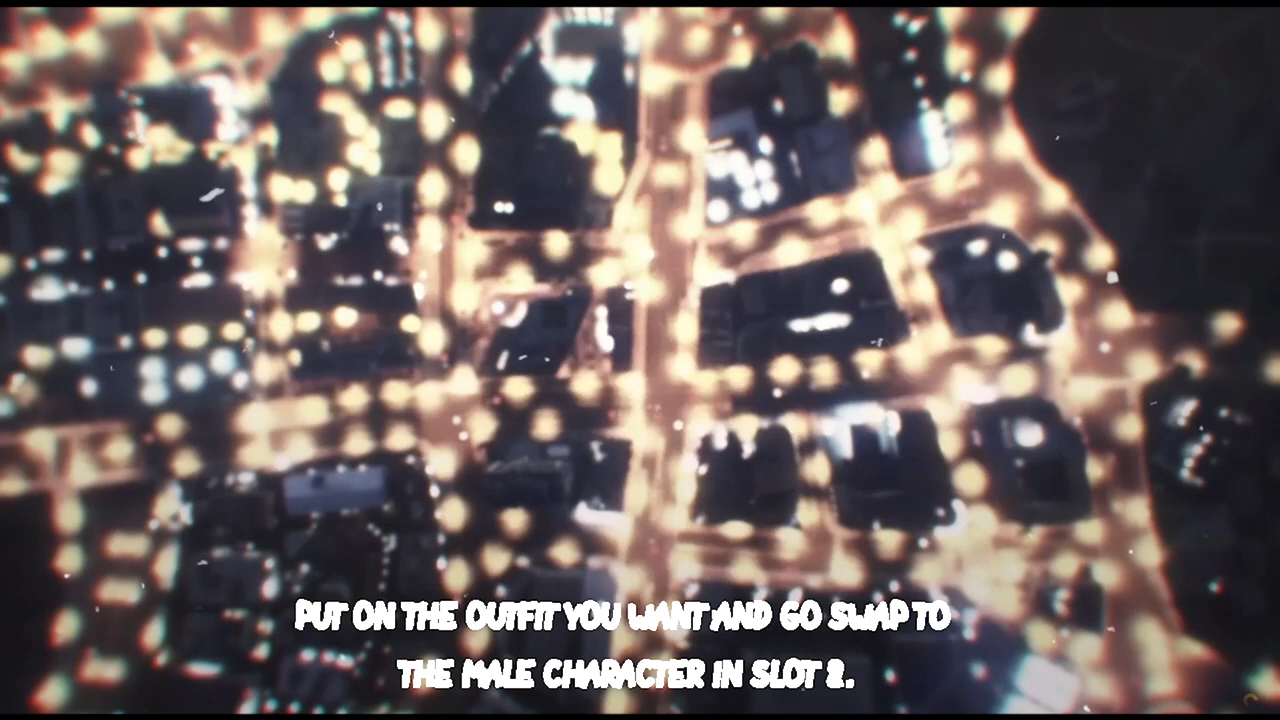 PUT ON THE OUTFIT YOU WANT AND GO SWAP TO
THE MALE CHARACTER IN SLOT 2.